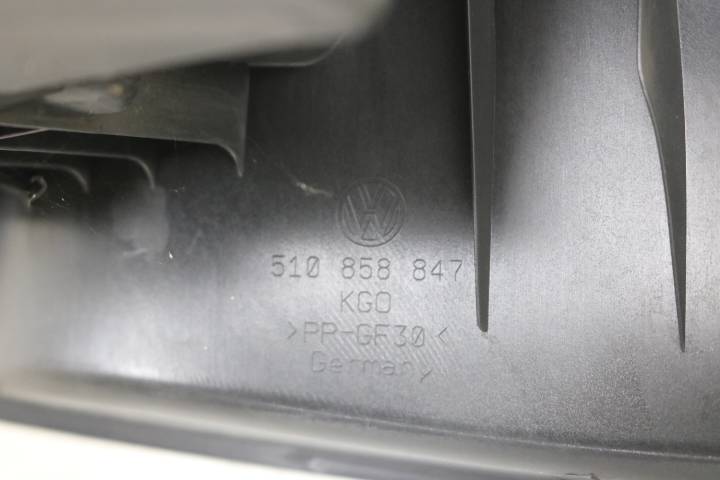 510 858 847
KGO
>PP-GF30<
Germany